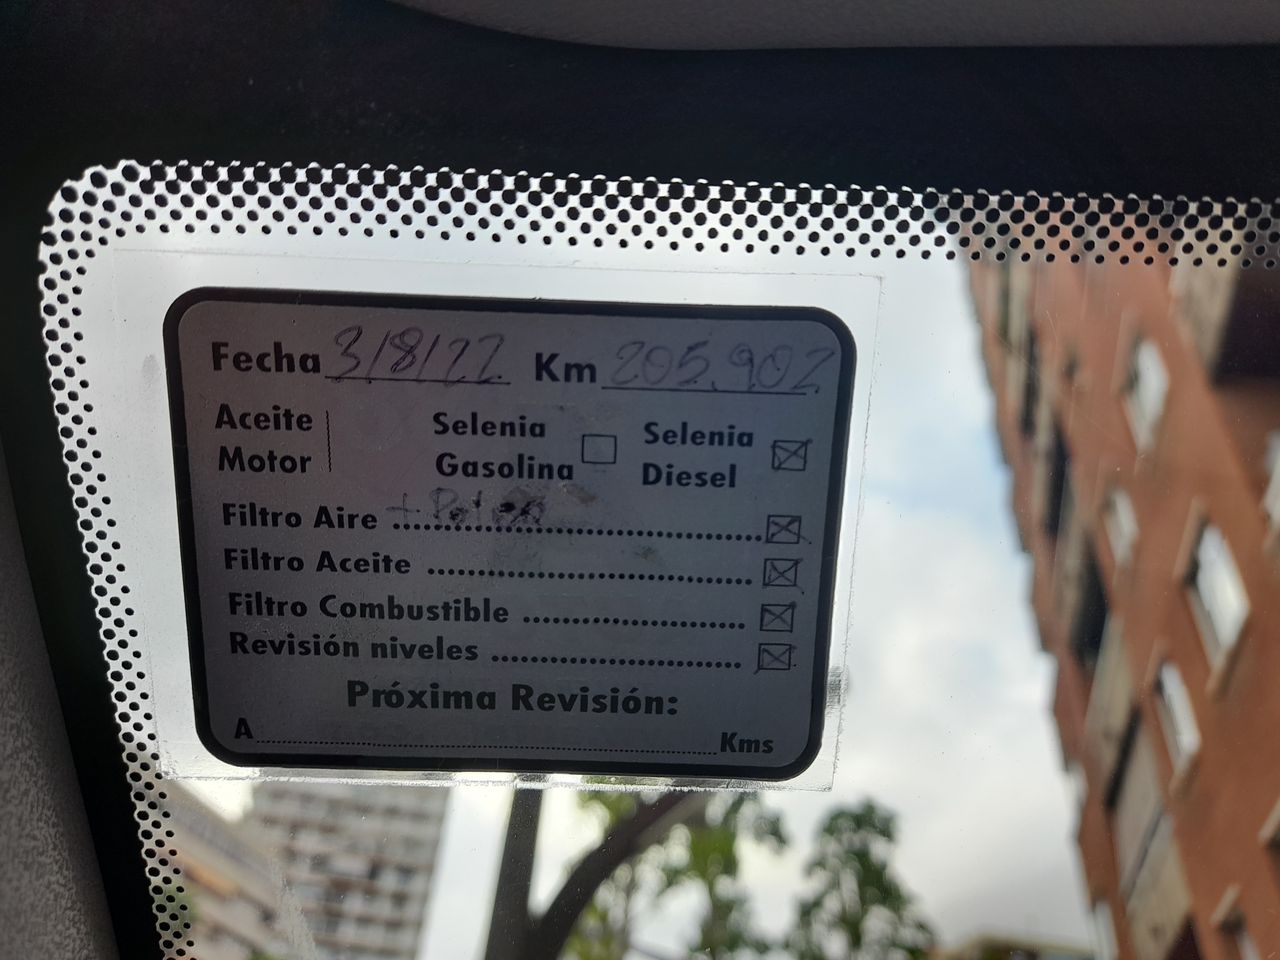 Fecha 3/8/22 Km 205.902
Aceite Selenia Selenia
Motor Gasolina Diesel
+
Filtro Aire
Filtro Aceite
Filtro Combustible
Revisión niveles
Próxima Revisión:
A Kms